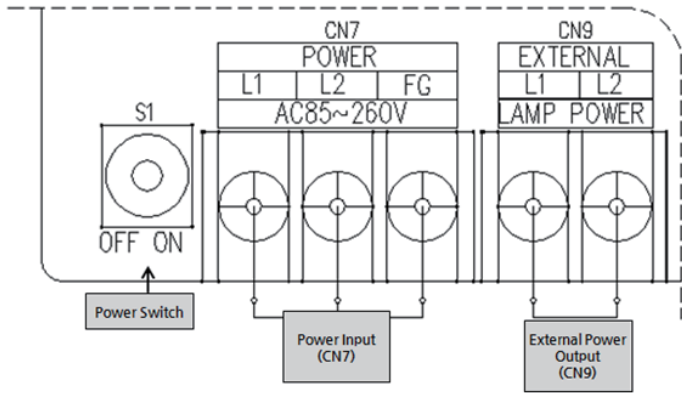 CN7
POWER
L1 L2 FG
AC85~260V
CN9
EXTERNAL
L1 L2
LAMP POWER
S1
OFF ON
Power Switch
Power Input
(CN7)
External Power
Output
(CN9)